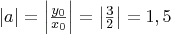 |a| = |y₀/x₀| = |3/2| = 1,5